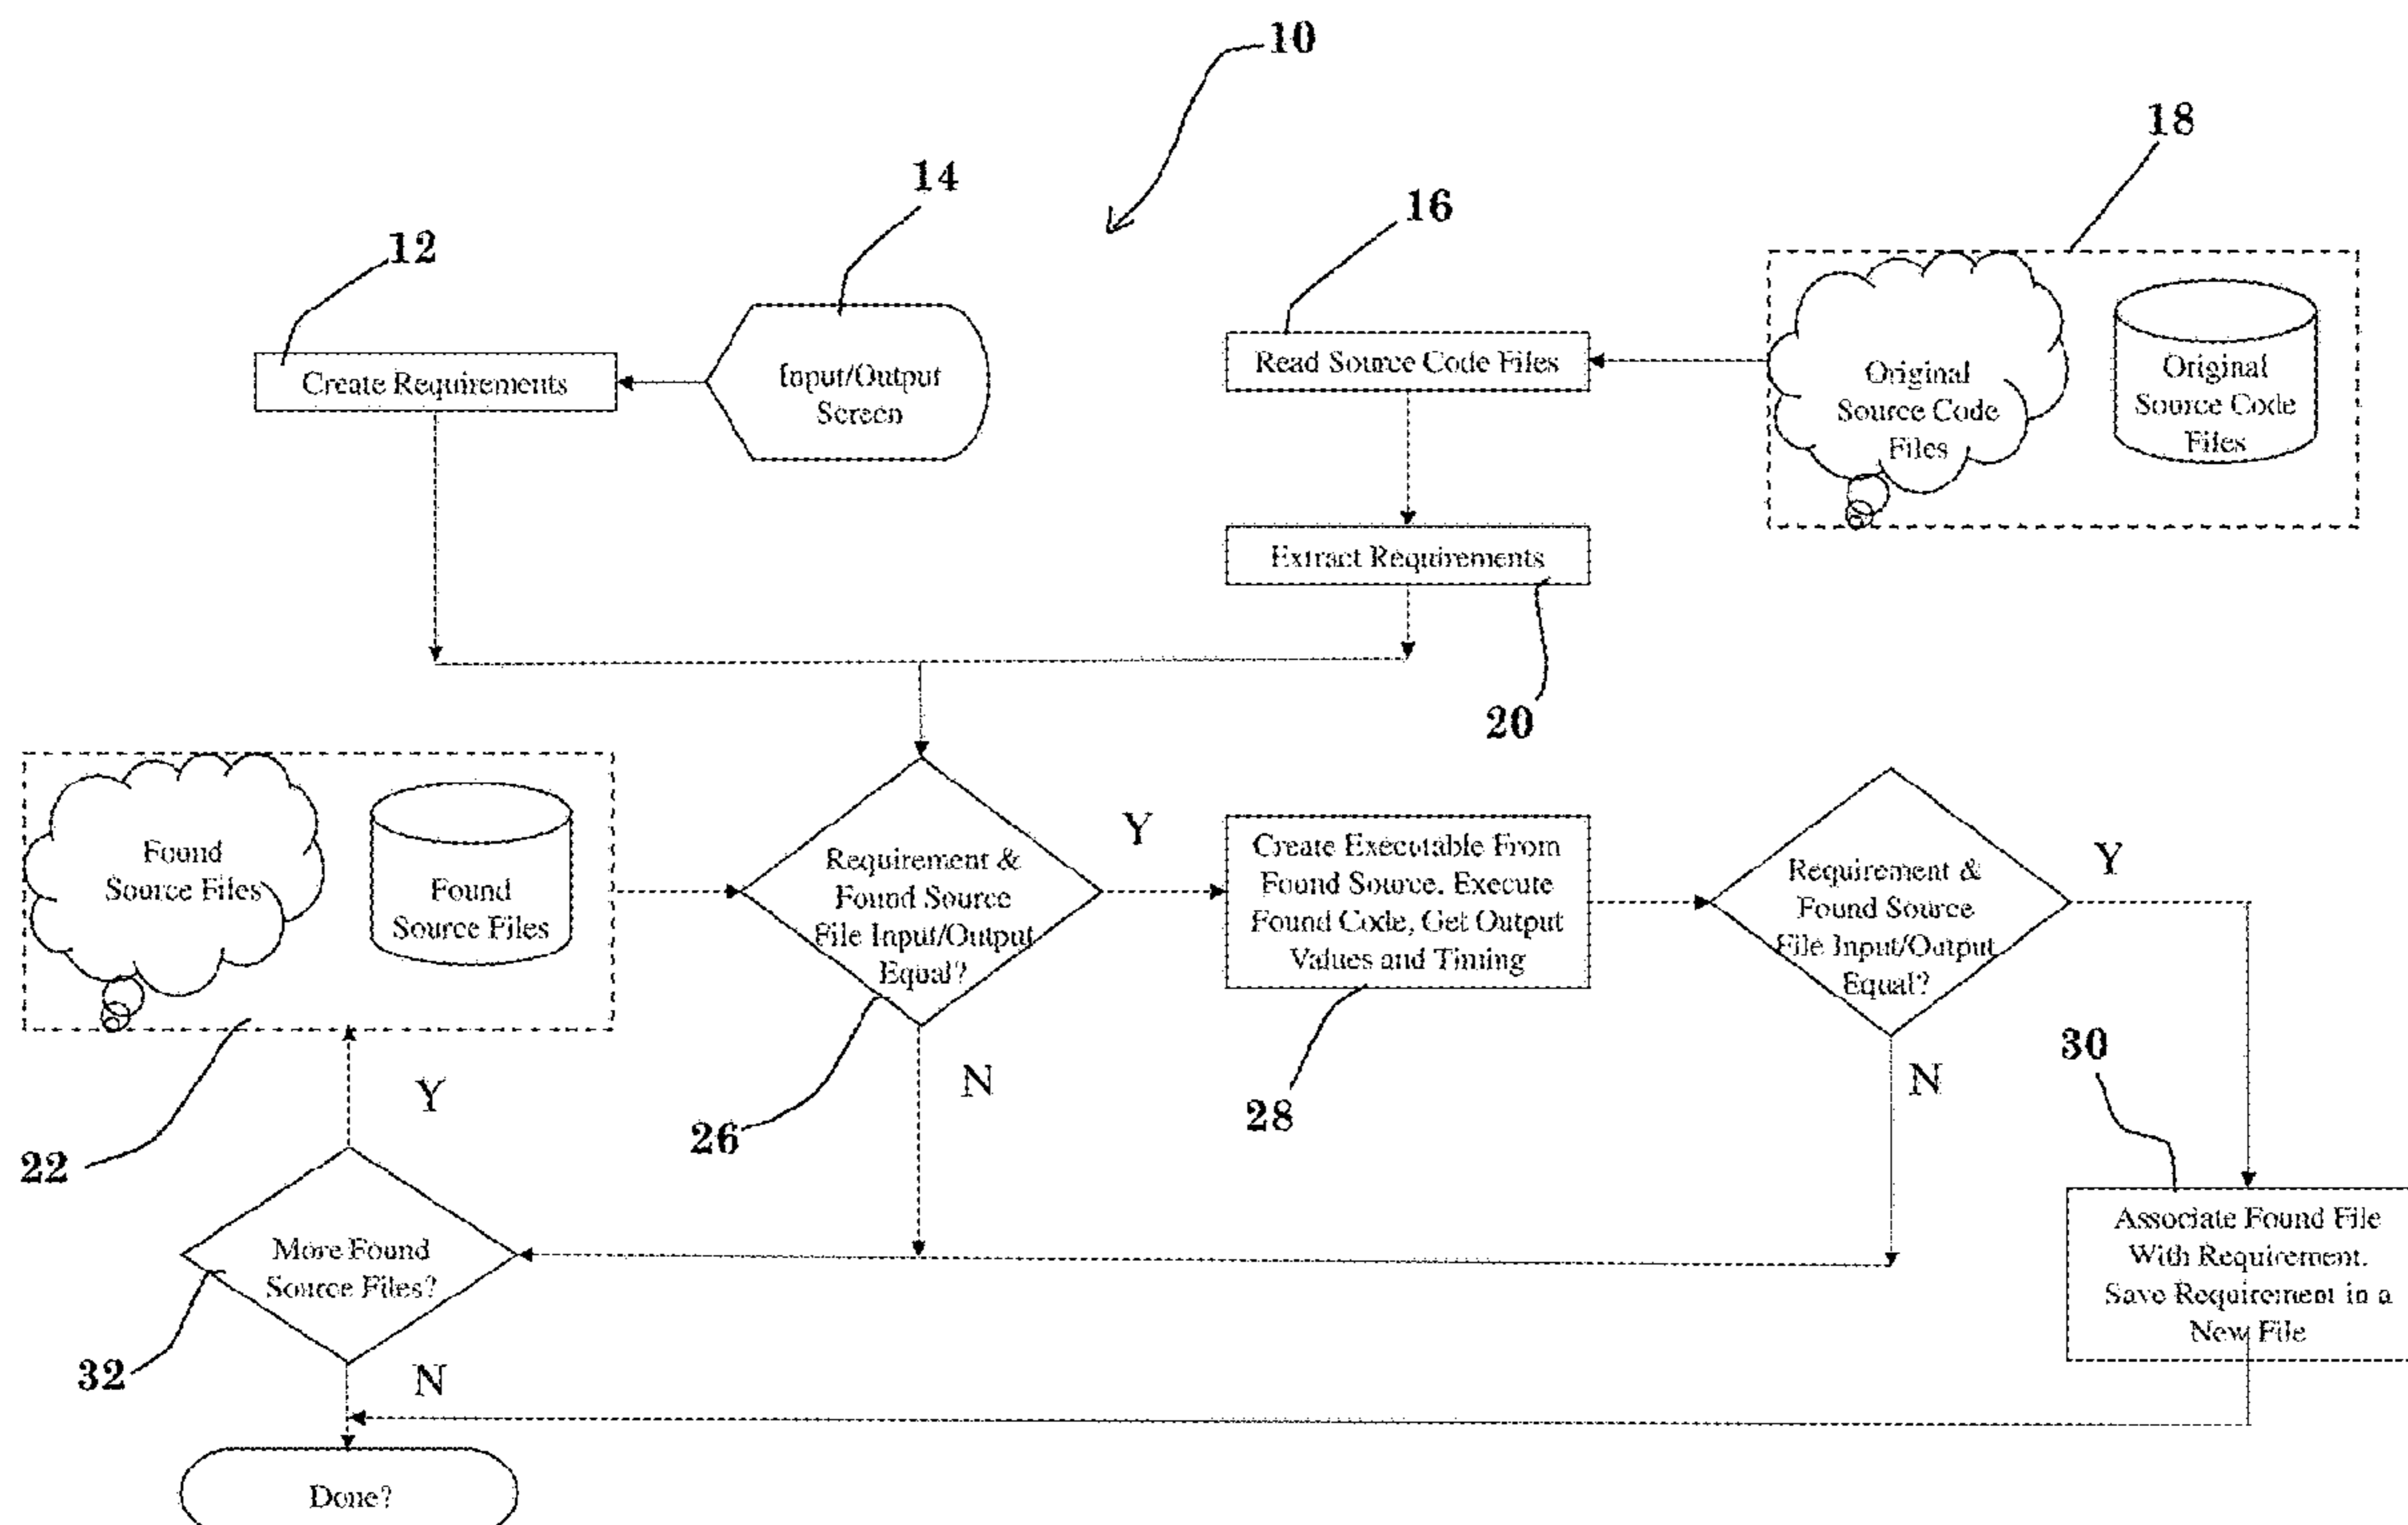 10
18
14
16
12
Create Requirements
Input/Output
Screen
Read Source Code Files
Original
Source Code
Files
Original
Source Code
Files
Extract Requirements
20
Found
Source Files
Found
Source Files
Requirement &
Found Source
File Input/Output
Equal?
Y
Create Executable From
Found Source. Execute
Found Code, Get Output
Values and Timing
Requirement &
Found Source
File Input/Output
Equal?
Y
22
Y
26
N
28
N
30
More Found
Source Files?
32
N
Associate Found File
With Requirement.
Save Requirement in a
New File
Done?